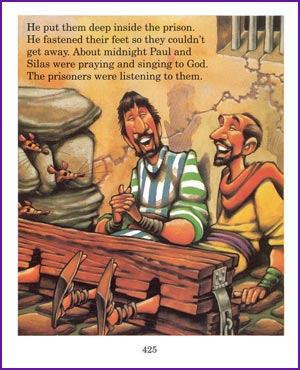 He put them deep inside the prison.
He fastened their feet so they couldn't
get away. About midnight Paul and
Silas were praying and singing to God.
The prisoners were listening to them.
425